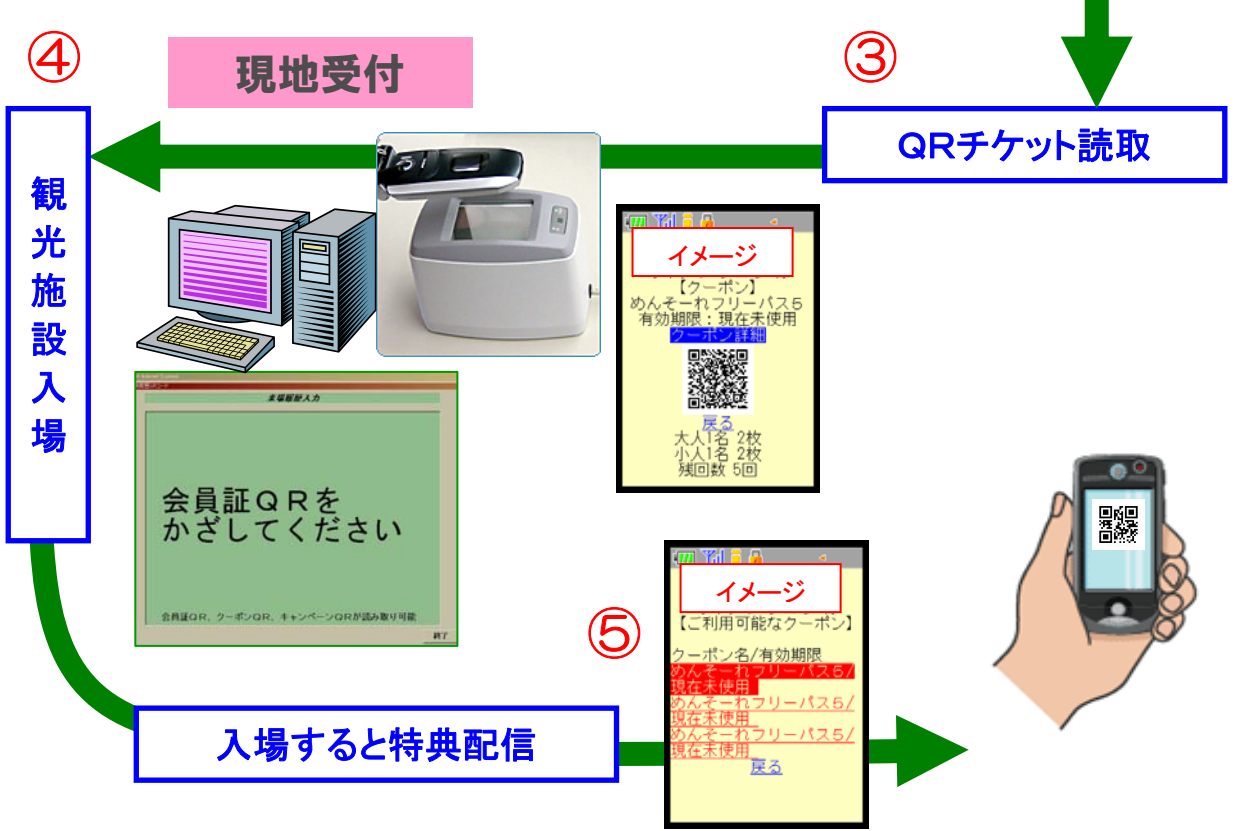 ④
現地受付
③
QRチケット読取
観光施設入場
イメージ
【クーポン】
めんそーれフリーパス5
有効期限:現在未使用
クーポン詳細
戻る
大人1名 2枚
小人1名 2枚
残回数 5回
来場履歴入力
会員証QRを
かざしてください
会員証QR、クーポンQR、キャンペーンQRが読み取り可能
終了
⑤
イメージ
【ご利用可能なクーポン】
クーポン名/有効期限
めんそーれフリーパス5/
現在未使用
めんそーれフリーパス5/
現在未使用
めんそーれフリーパス5/
現在未使用
戻る
入場すると特典配信